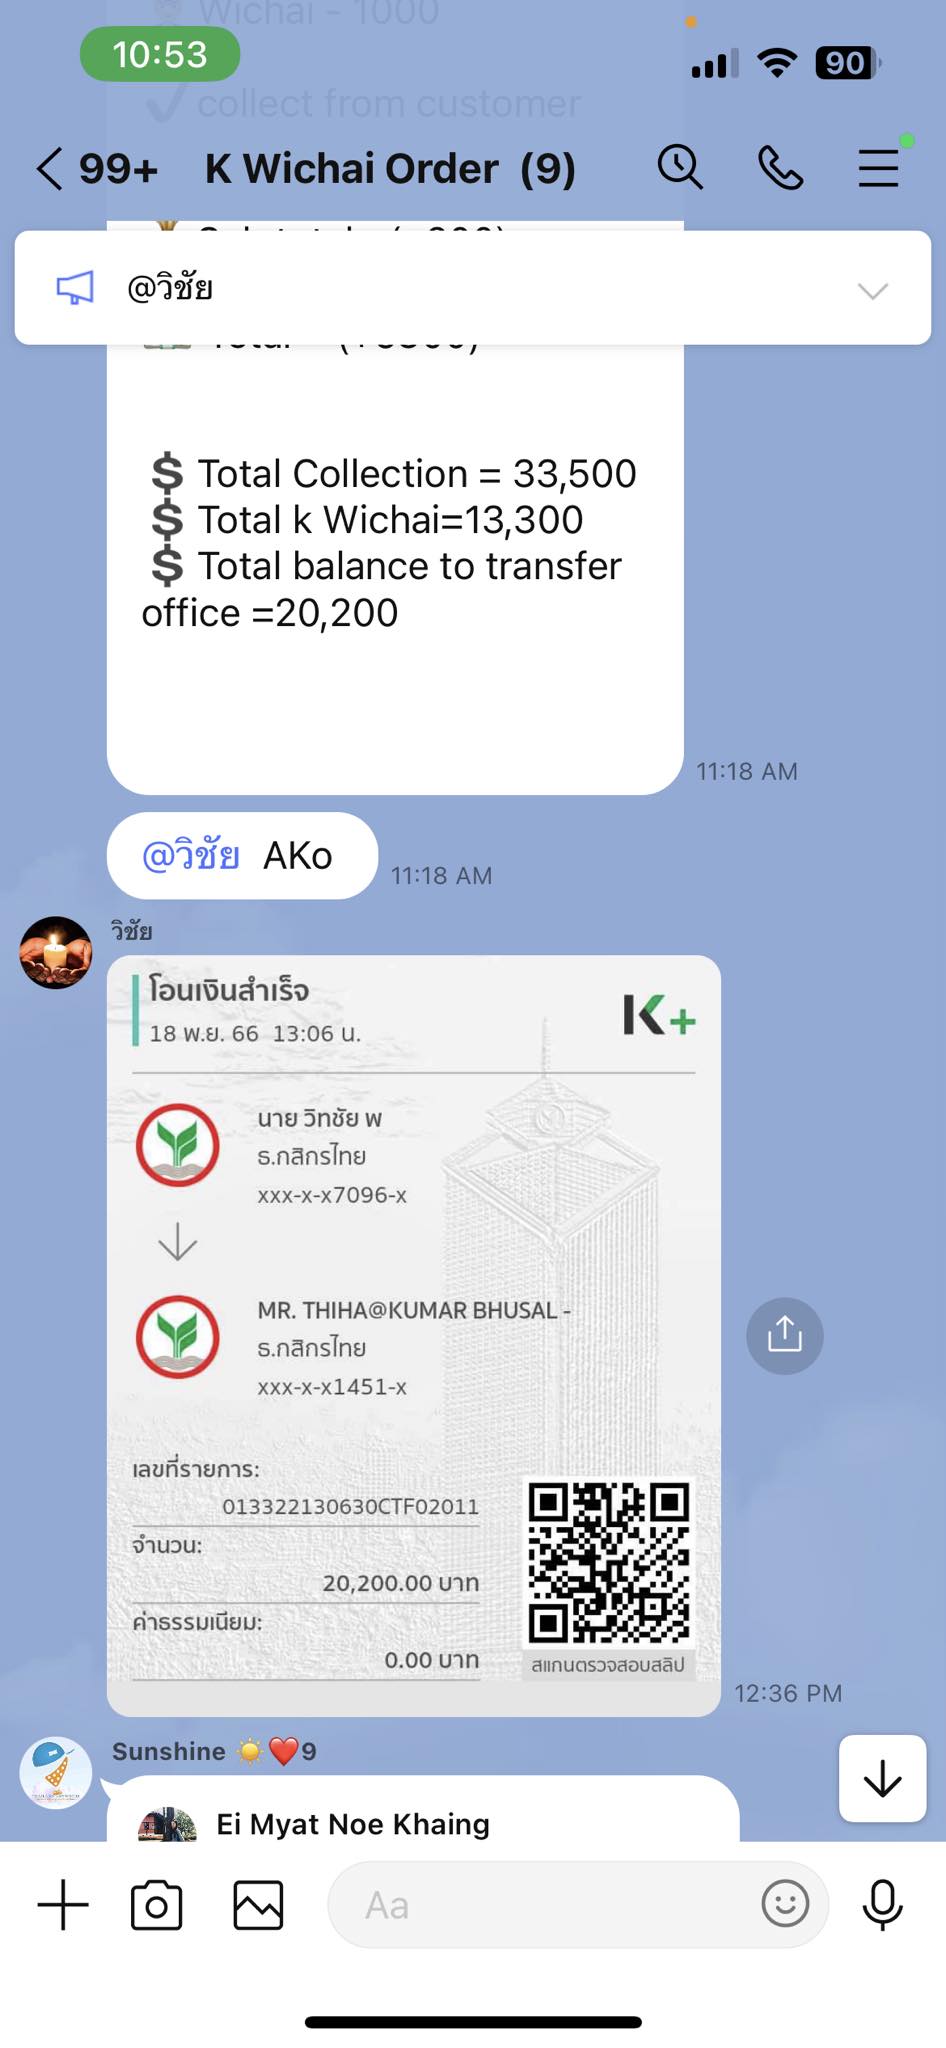 Wichai - 1000
10:53
90
collect from customer
99+ K Wichai Order (9)
@วิชัย
$ Total Collection = 33,500
$ Total k Wichai=13,300
$ Total balance to transfer
office =20,200
11:18 AM
@วิชัย AKo
11:18 AM
วิชัย
โอนเงินสำเร็จ
18 พ.ย. 66 13:06 น.
K+
นาย วิทชัย พ
ธ.กสิกรไทย
xxx-x-x7096-x
MR. THIHA@KUMAR BHUSAL -
ธ.กสิกรไทย
xxx-x-x1451-x
เลขที่รายการ:
013322130630CTF02011
จำนวน:
20,200.00 บาท
ค่าธรรมเนียม:
0.00 บาท
สแกนตรวจสอบสลิป
12:36 PM
Sunshine ☀️❤️9
Ei Myat Noe Khaing
Aa